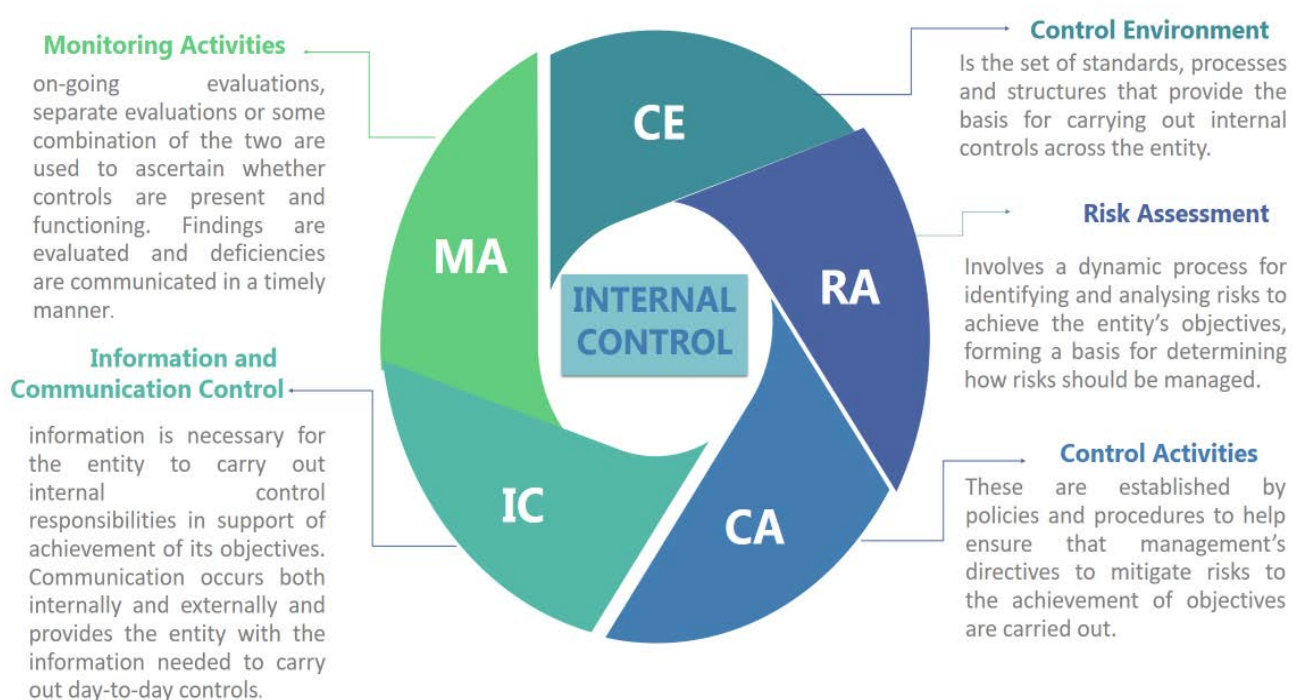 Monitoring Activities
on-going evaluations,
separate evaluations or some
combination of the two are
used to ascertain whether
controls are present and
functioning. Findings are
evaluated and deficiencies
are communicated in a timely
manner.
Information and
Communication Control
information is necessary for
the entity to carry out
internal control
responsibilities in support of
achievement of its objectives.
Communication occurs both
internally and externally and
provides the entity with the
information needed to carry
out day-to-day controls.
CE
MA
RA
INTERNAL
CONTROL
IC
CA
Control Environment
Is the set of standards, processes
and structures that provide the
basis for carrying out internal
controls across the entity.
Risk Assessment
Involves a dynamic process for
identifying and analysing risks to
achieve the entity's objectives,
forming a basis for determining
how risks should be managed.
Control Activities
These are established by
policies and procedures to help
ensure that management's
directives to mitigate risks to
the achievement of objectives
are carried out.